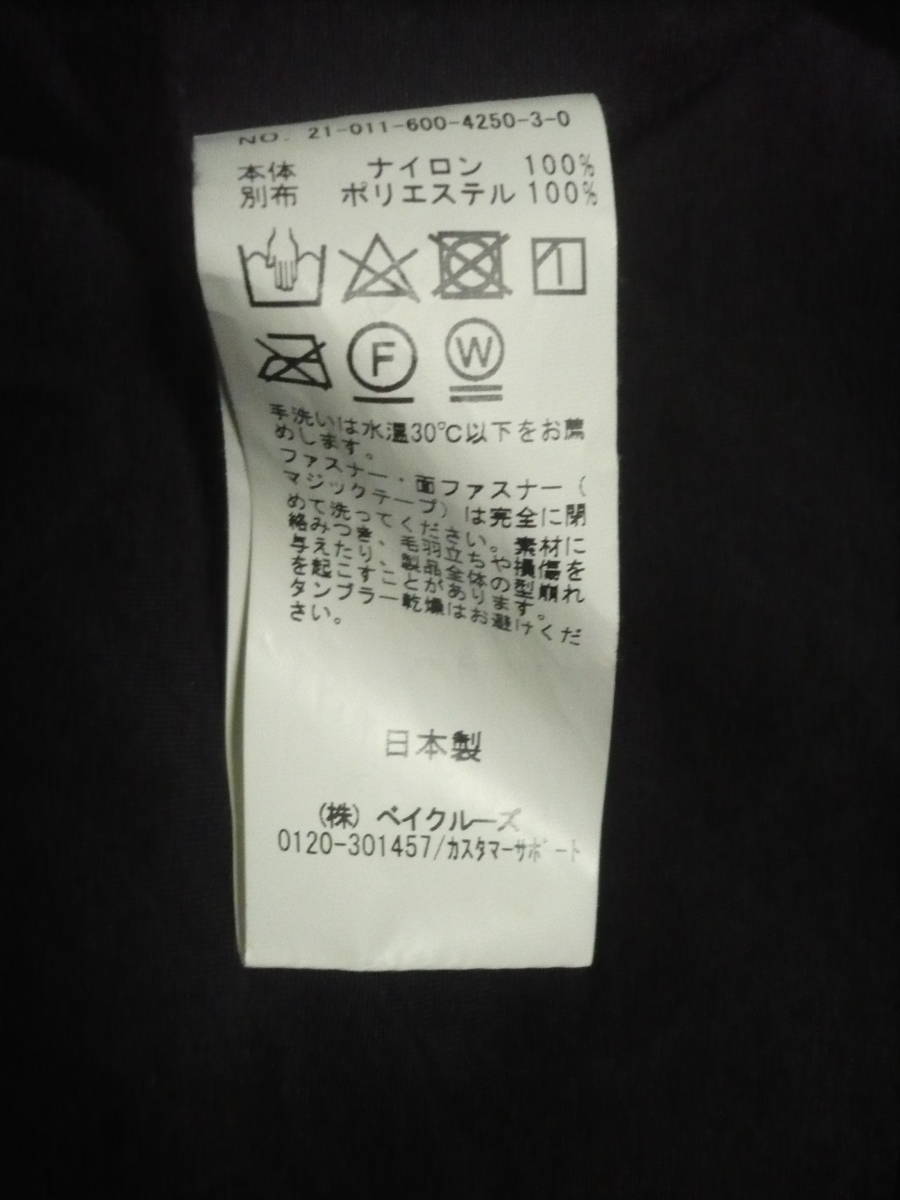 NO. 21-011-600-4250-3-0
本体 ナイロン 100%
別布 ポリエステル 100%
1
F
W
手洗いは水温30℃以下をお薦
めします。
ファスナー・面ファスナー(
マジックテープ)は完全に閉
めて洗ってください。素材に
絡みつき、毛羽立ちや損傷を
与えたり、製品全体の型崩れ
を起こすことがあります。
タンブラー乾燥はお避けくだ
さい。
日本製
(株)ベイクルーズ
0120-301457/カスタマーサポート